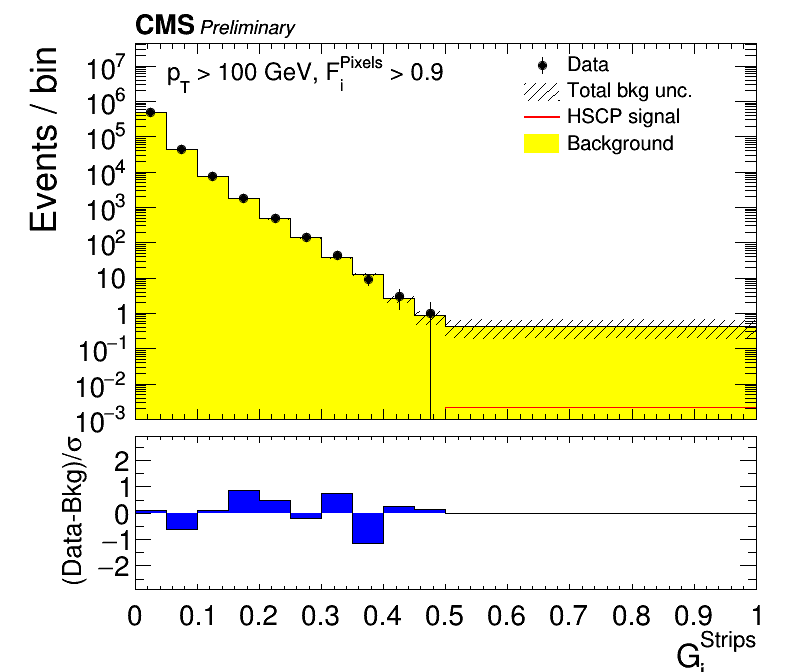 CMS Preliminary
p_T > 100 GeV, F_i^Pixels > 0.9
Data
Total bkg unc.
HSCP signal
Background
Events / bin
10^7
10^6
10^5
10^4
10^3
10^2
10
1
10^−1
10^−2
10^−3
(Data-Bkg)/σ
2
1
0
−1
−2
0 0.1 0.2 0.3 0.4 0.5 0.6 0.7 0.8 0.9 1
G_i^Strips